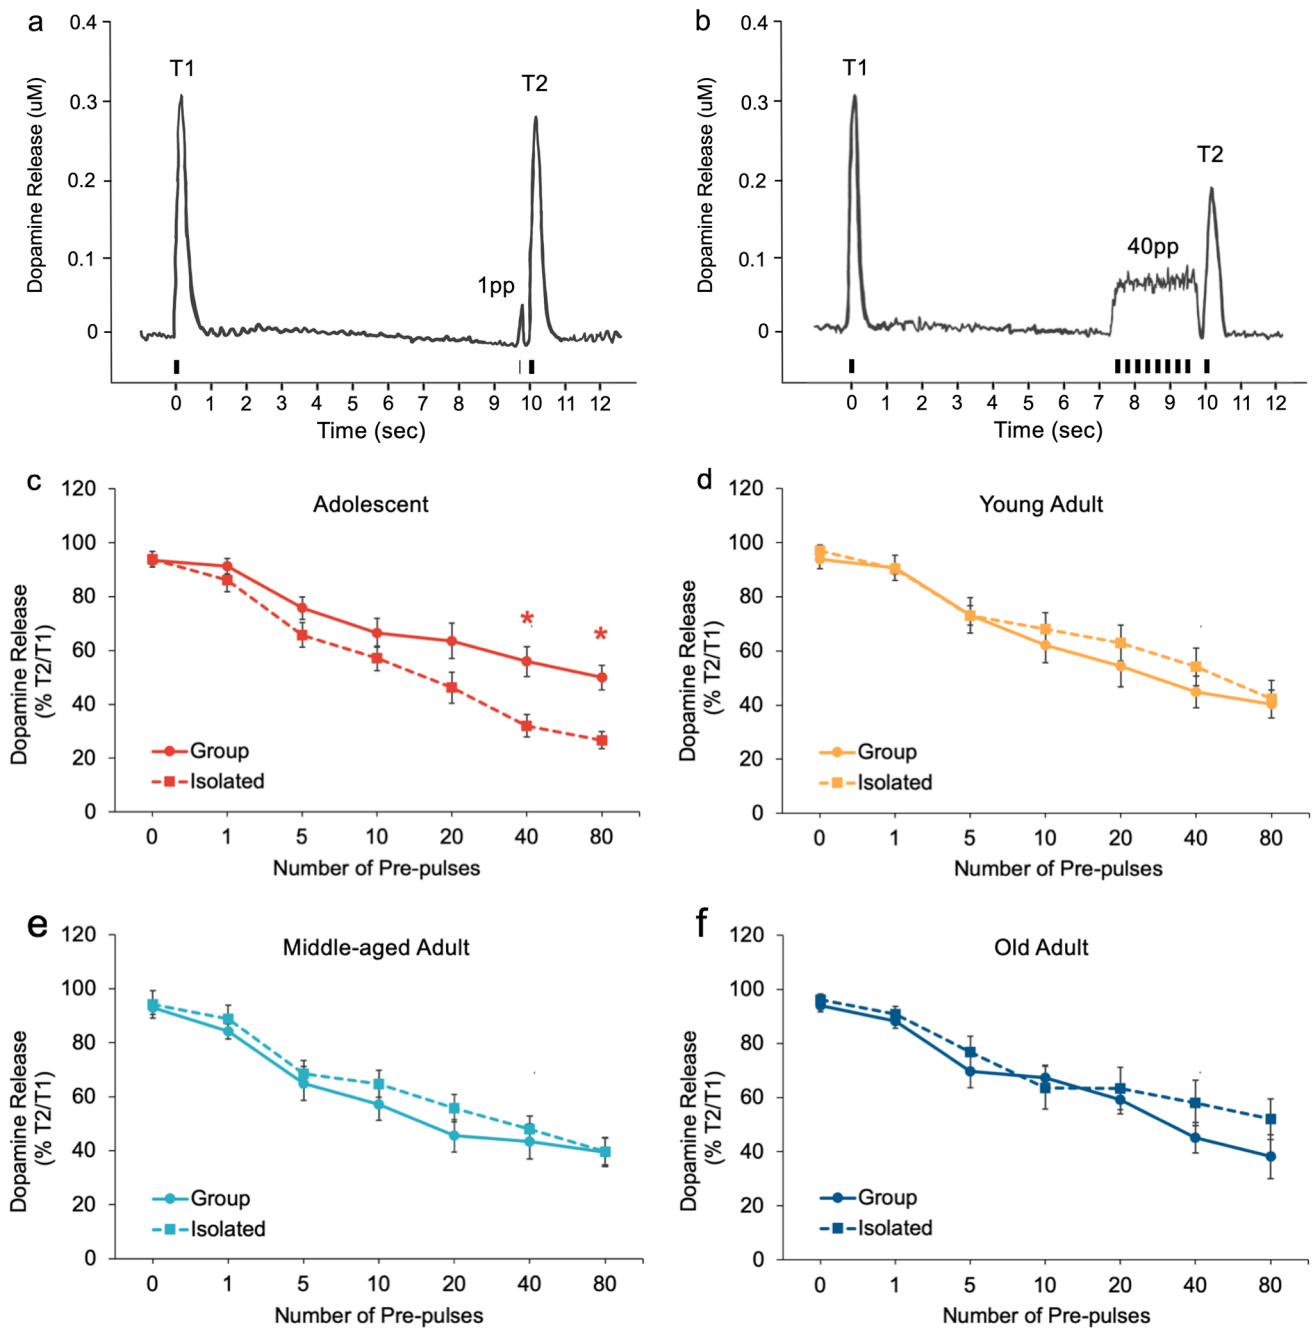 a
0.4
0.3
0.2
0.1
0
Dopamine Release (uM)
T1
T2
1pp
0 1 2 3 4 5 6 7 8 9 10 11 12
Time (sec)
b
0.4
0.3
0.2
0.1
0
Dopamine Release (uM)
T1
T2
40pp
0 1 2 3 4 5 6 7 8 9 10 11 12
Time (sec)
c
Adolescent
120
100
80
60
40
20
0
Dopamine Release
(% T2/T1)
* *
Group
Isolated
0 1 5 10 20 40 80
Number of Pre-pulses
d
Young Adult
120
100
80
60
40
20
0
Dopamine Release
(% T2/T1)
Group
Isolated
0 1 5 10 20 40 80
Number of Pre-pulses
e
Middle-aged Adult
120
100
80
60
40
20
0
Dopamine Release
(% T2/T1)
Group
Isolated
0 1 5 10 20 40 80
Number of Pre-pulses
f
Old Adult
120
100
80
60
40
20
0
Dopamine Release
(% T2/T1)
Group
Isolated
0 1 5 10 20 40 80
Number of Pre-pulses